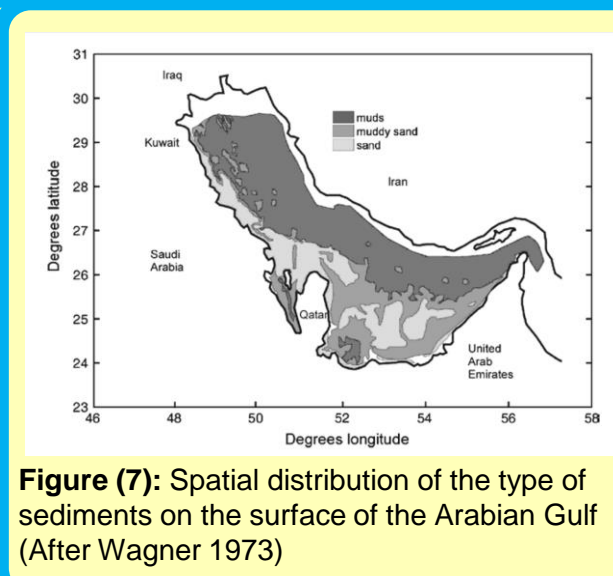 31
30
29
28
27
26
25
24
23
46
48
50
52
54
56
58
Degrees latitude
Degrees longitude
Iraq
Kuwait
Iran
Saudi
Arabia
Qatar
United
Arab
Emirates
muds
muddy sand
sand
Figure (7): Spatial distribution of the type of
sediments on the surface of the Arabian Gulf
(After Wagner 1973)